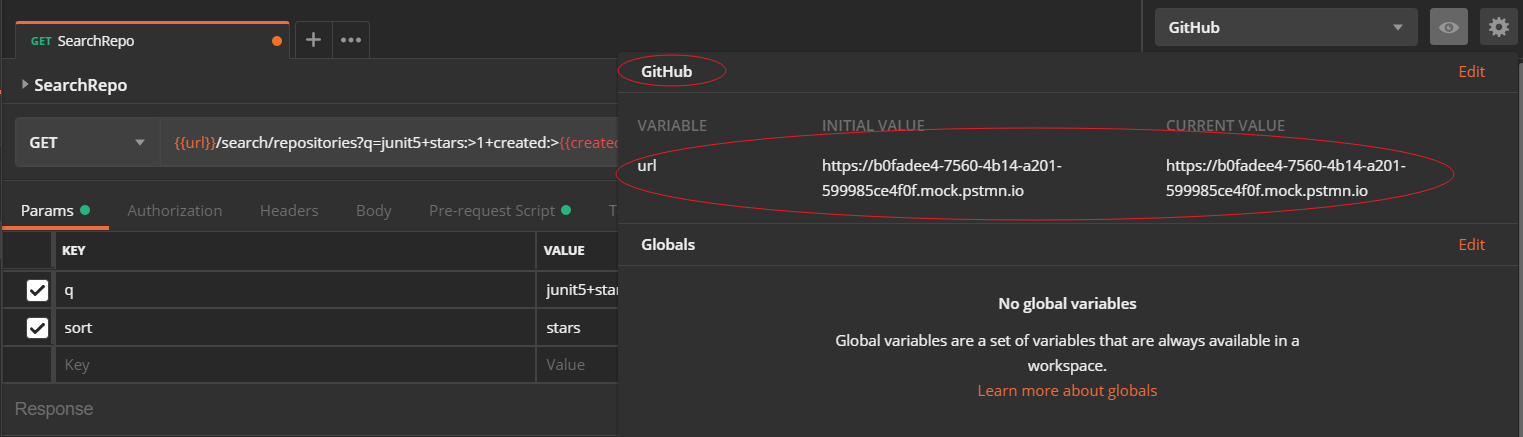 GET SearchRepo
GitHub
SearchRepo
GitHub
Edit
VARIABLE INITIAL VALUE CURRENT VALUE
GET {{url}}/search/repositories?q=junit5+stars:>1+created:>{{created
url https://b0fadee4-7560-4b14-a201- https://b0fadee4-7560-4b14-a201-
599985ce4f0f.mock.pstmn.io 599985ce4f0f.mock.pstmn.io
Params Authorization Headers Body Pre-request Script T
KEY VALUE
Globals Edit
q junit5+star
sort stars
Key Value
No global variables
Global variables are a set of variables that are always available in a
workspace.
Learn more about globals
Response